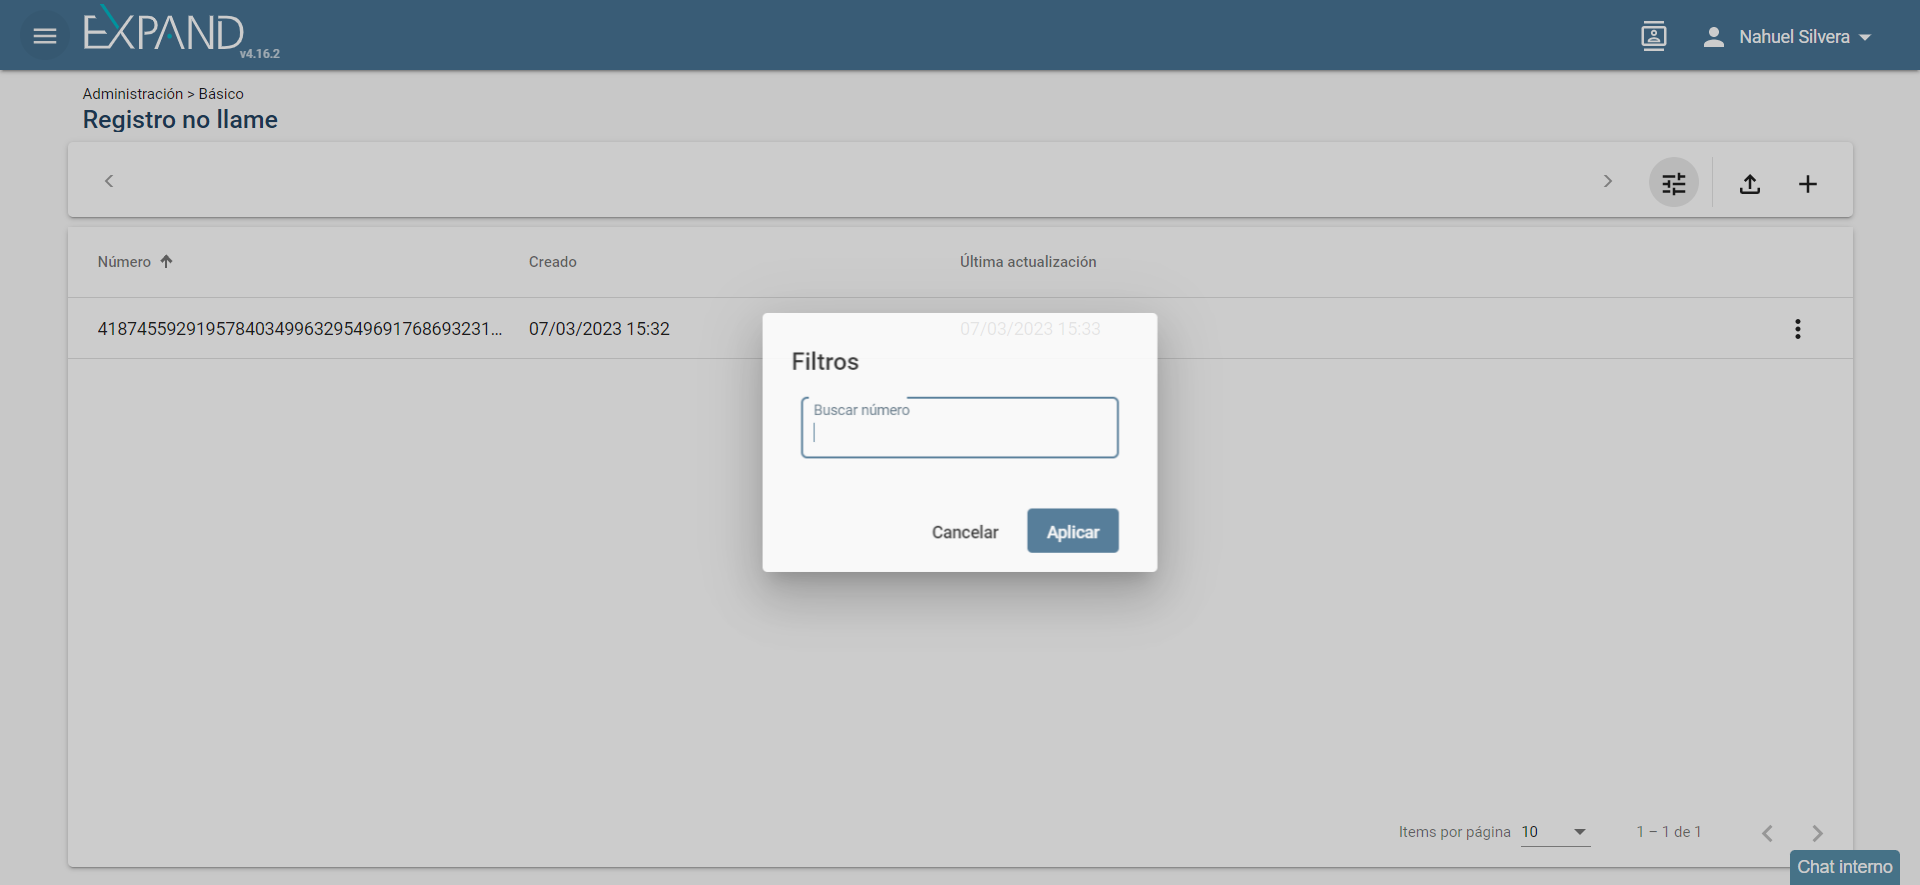 EXPAND
v4.16.2
Nahuel Silvera
Administración > Básico
Registro no llame
Número
Creado
Última actualización
41874559291957840349963295496917686932​31...
07/03/2023 15:32
07/03/2023 15:33
Filtros
Buscar número
Cancelar
Aplicar
Items por página
10
1 – 1 de 1
Chat interno